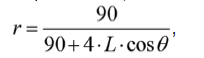 r = 90 / (90 + 4 · L · cos θ),